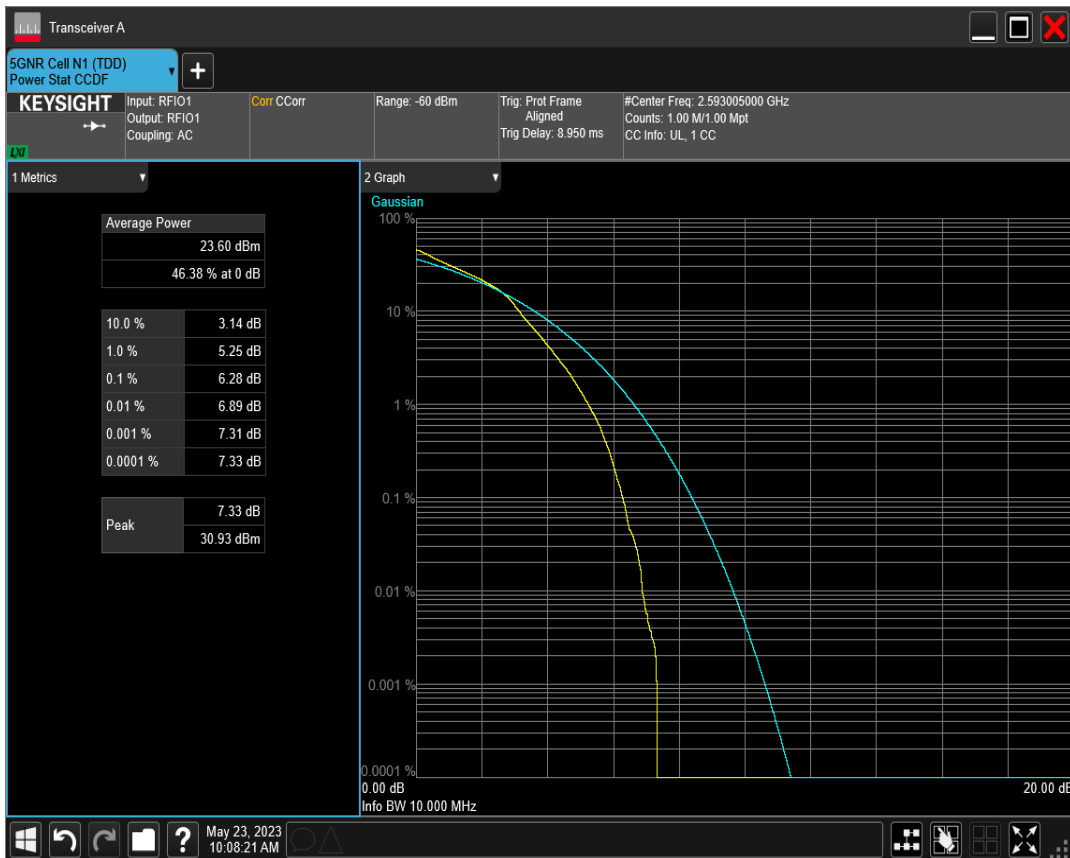 Transceiver A
5GNR Cell N1 (TDD)
Power Stat CCDF
KEYSIGHT
LXI
Input: RFIO1
Output: RFIO1
Coupling: AC
Corr CCorr
Range: -60 dBm
Trig: Prot Frame
Aligned
Trig Delay: 8.950 ms
#Center Freq: 2.593005000 GHz
Counts: 1.00 M/1.00 Mpt
CC Info: UL, 1 CC
1 Metrics
Average Power
23.60 dBm
46.38 % at 0 dB
10.0 % 3.14 dB
1.0 % 5.25 dB
0.1 % 6.28 dB
0.01 % 6.89 dB
0.001 % 7.31 dB
0.0001 % 7.33 dB
Peak
7.33 dB
30.93 dBm
2 Graph
Gaussian
100 %
10 %
1 %
0.1 %
0.01 %
0.001 %
0.0001 %
0.00 dB 20.00 dB
Info BW 10.000 MHz
?
May 23, 2023
10:08:21 AM